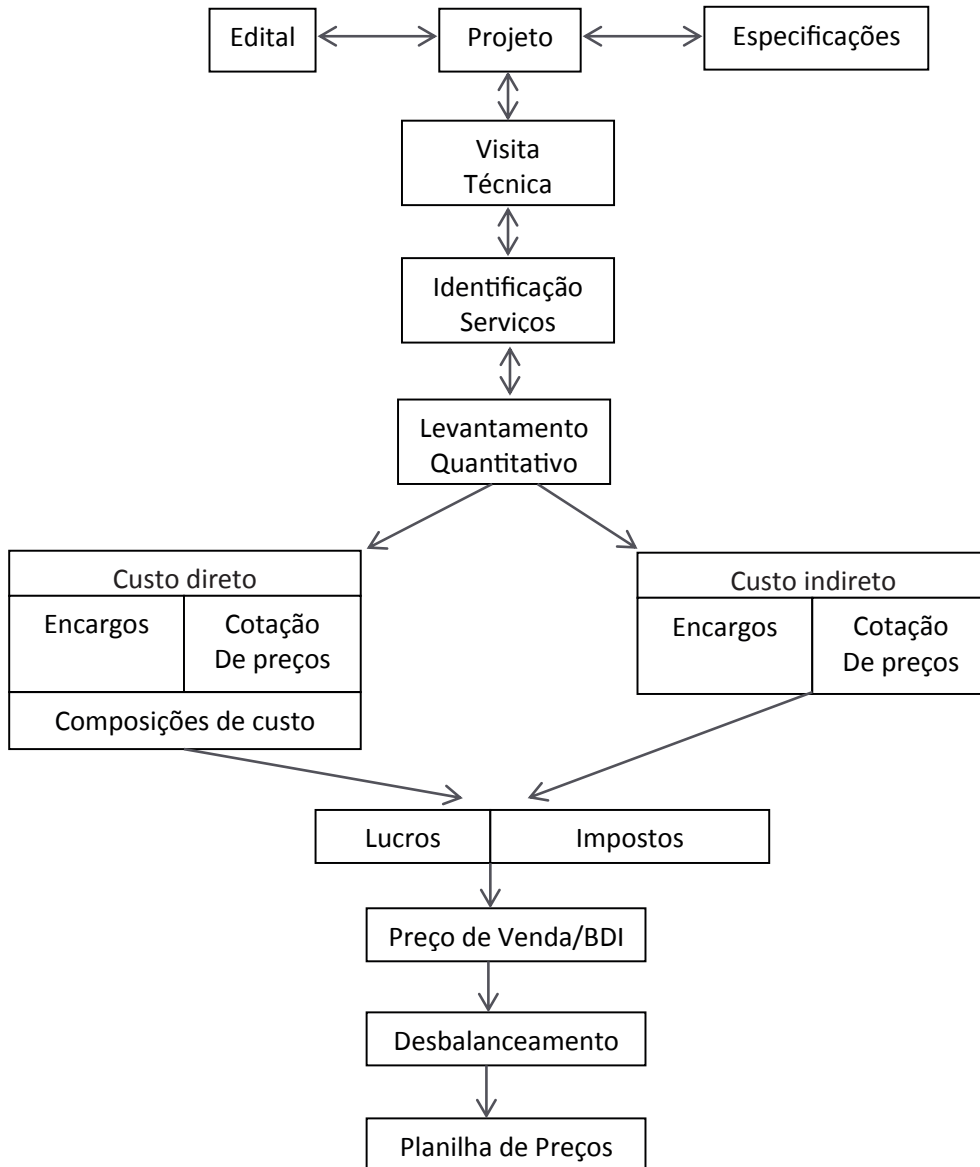 Edital
Projeto
Especificações
Visita
Técnica
Identificação
Serviços
Levantamento
Quantitativo
Custo direto
Encargos
Cotação
De preços
Composições de custo
Custo indireto
Encargos
Cotação
De preços
Lucros
Impostos
Preço de Venda/BDI
Desbalanceamento
Planilha de Preços